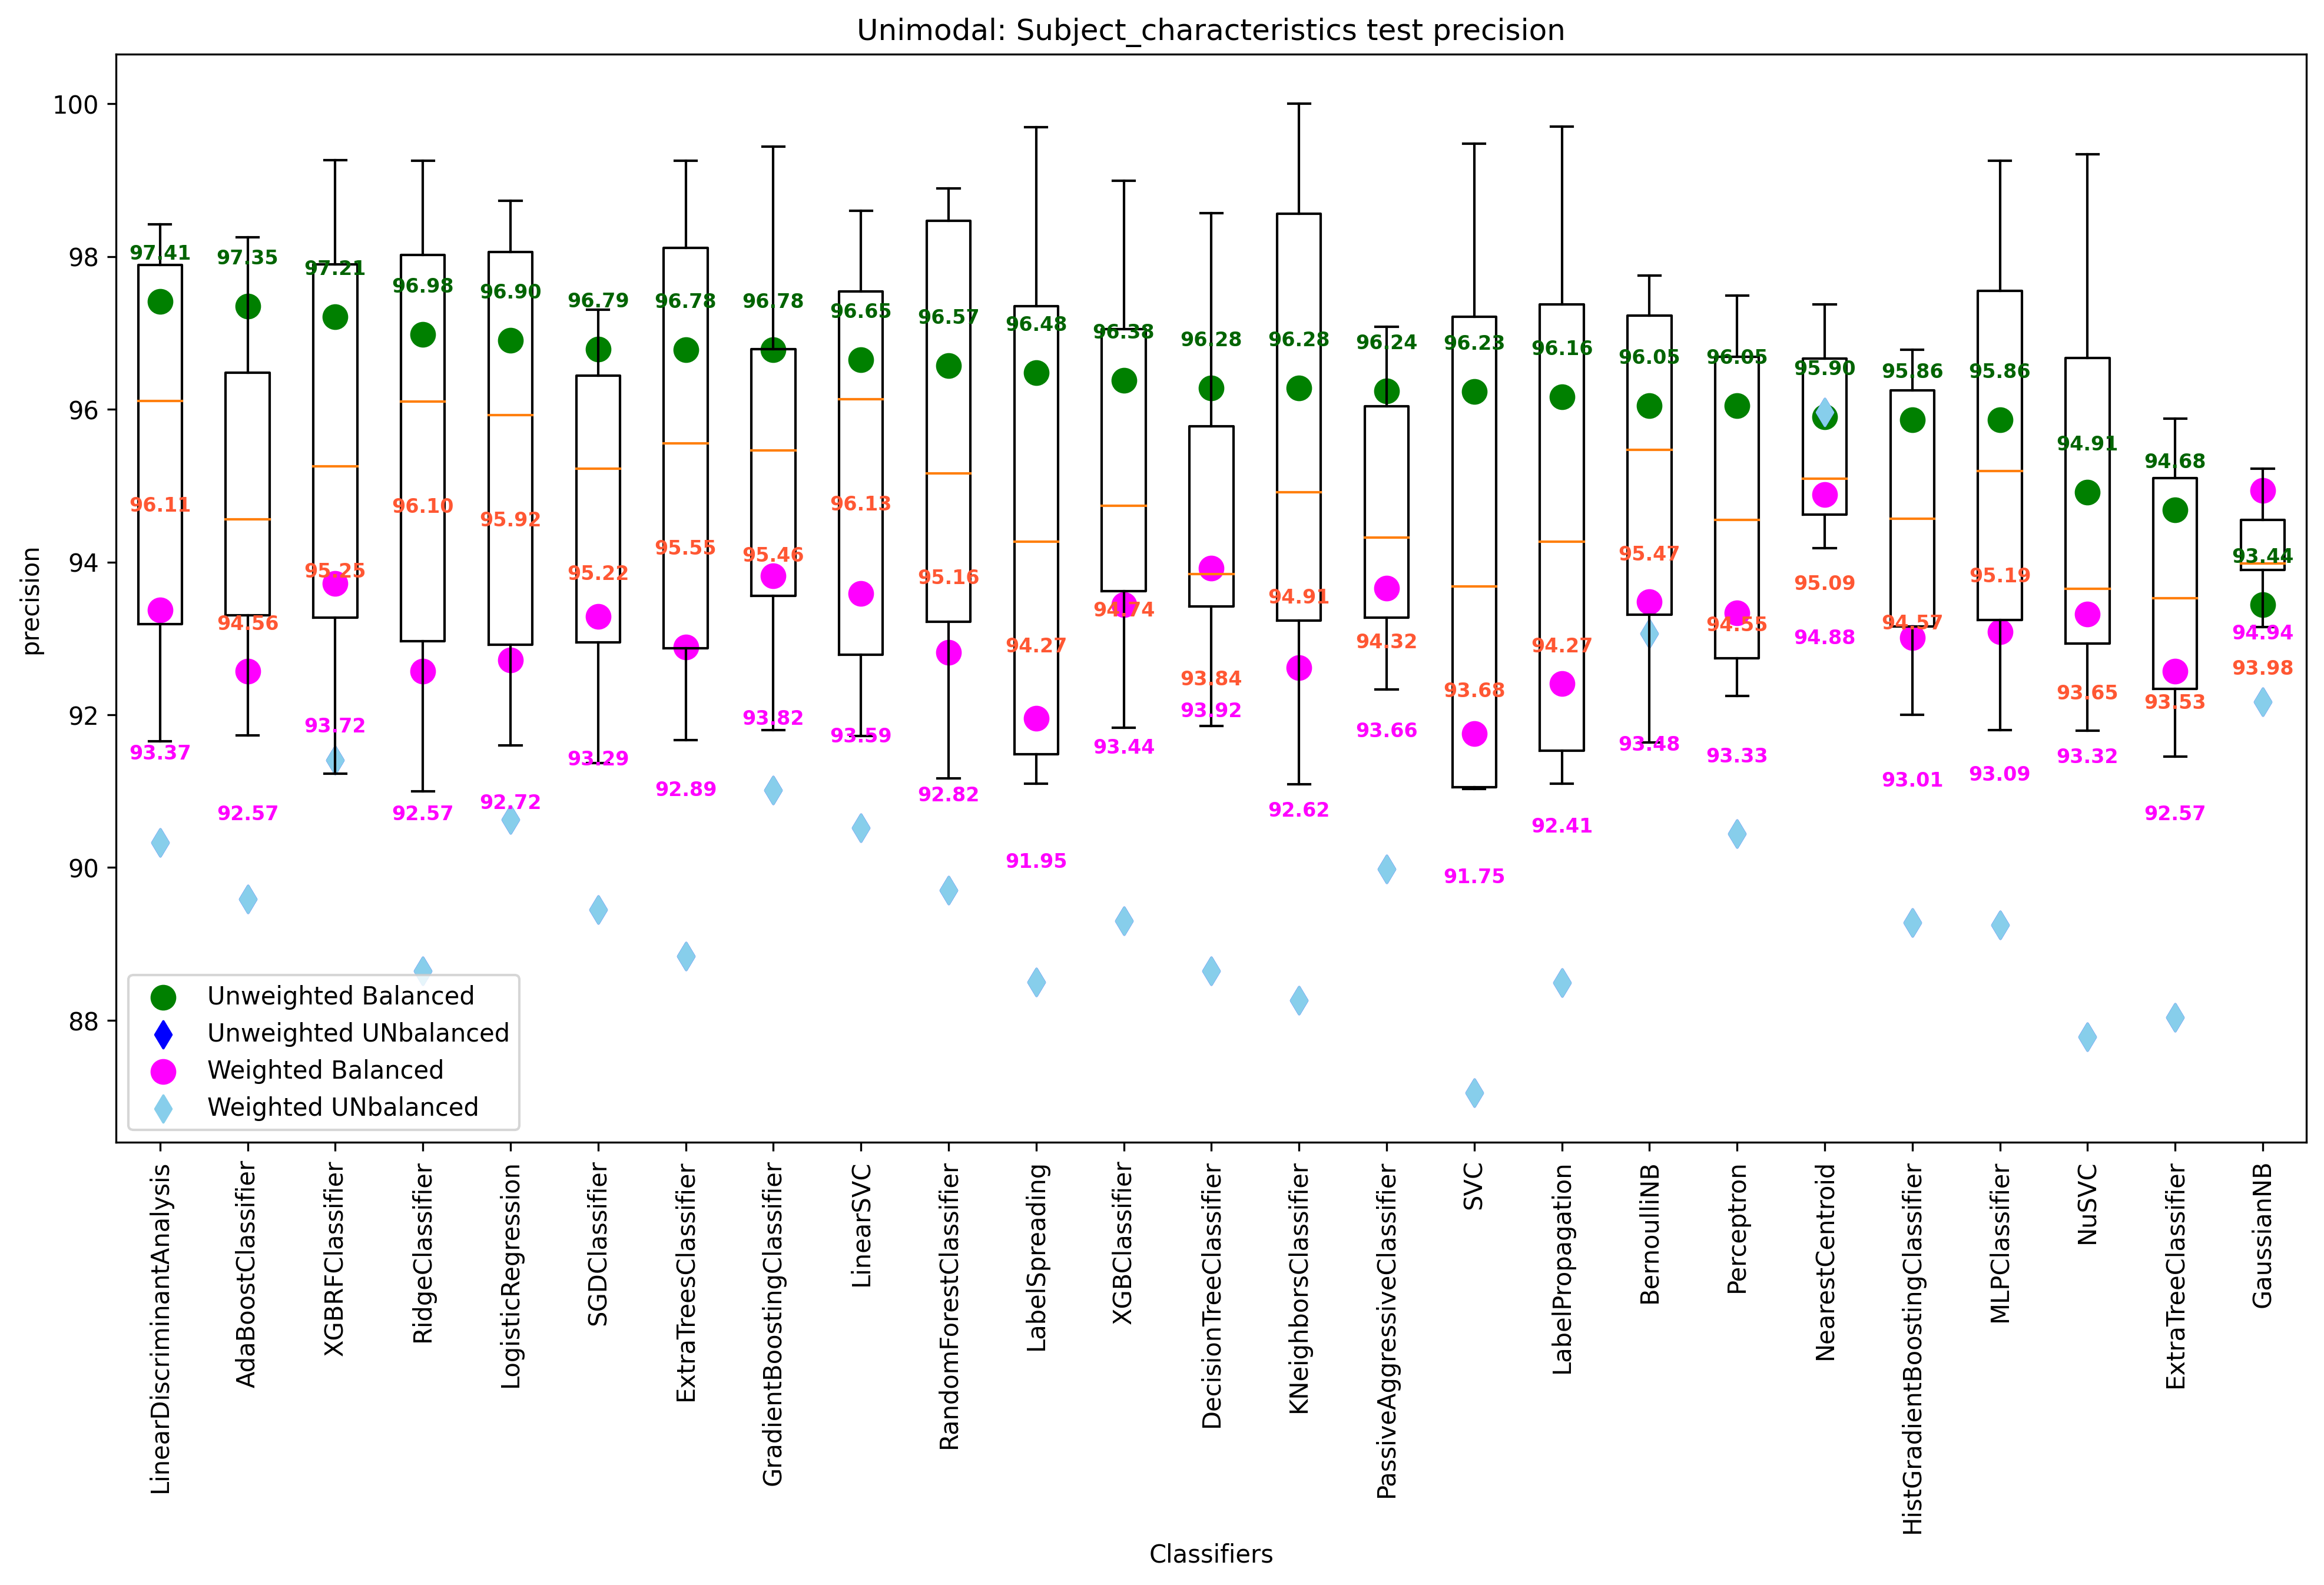 Unimodal: Subject_characteristics test precision
precision
100
98
96
94
92
90
88
97.41 97.35 97.21 96.98 96.90 96.79 96.78 96.78 96.65 96.57 96.48 96.38 96.28 96.28 96.24 96.23 96.16 96.05 96.05 95.90 95.86 95.86 94.91 94.68 93.44
96.11 94.56 95.25 96.10 95.92 95.22 95.55 95.46 96.13 95.16 94.27 94.74 93.84 94.91 94.32 93.68 94.27 95.47 94.55 95.09 94.57 95.19 93.65 93.53 93.98
93.37 92.57 93.72 92.57 92.72 93.29 92.89 93.82 93.59 92.82 91.95 93.44 93.92 92.62 93.66 91.75 92.41 93.48 93.33 94.88 93.01 93.09 93.32 92.57 94.94
Unweighted Balanced
Unweighted UNbalanced
Weighted Balanced
Weighted UNbalanced
LinearDiscriminantAnalysis
AdaBoostClassifier
XGBRFClassifier
RidgeClassifier
LogisticRegression
SGDClassifier
ExtraTreesClassifier
GradientBoostingClassifier
LinearSVC
RandomForestClassifier
LabelSpreading
XGBClassifier
DecisionTreeClassifier
KNeighborsClassifier
PassiveAggressiveClassifier
SVC
LabelPropagation
BernoulliNB
Perceptron
NearestCentroid
HistGradientBoostingClassifier
MLPClassifier
NuSVC
ExtraTreeClassifier
GaussianNB
Classifiers